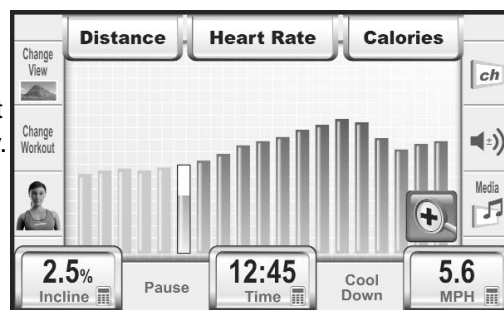 Distance
Heart Rate
Calories
Change
View
Change
Workout
ch
±
Media
2.5%
Incline
Pause
12:45
Time
Cool
Down
5.6
MPH